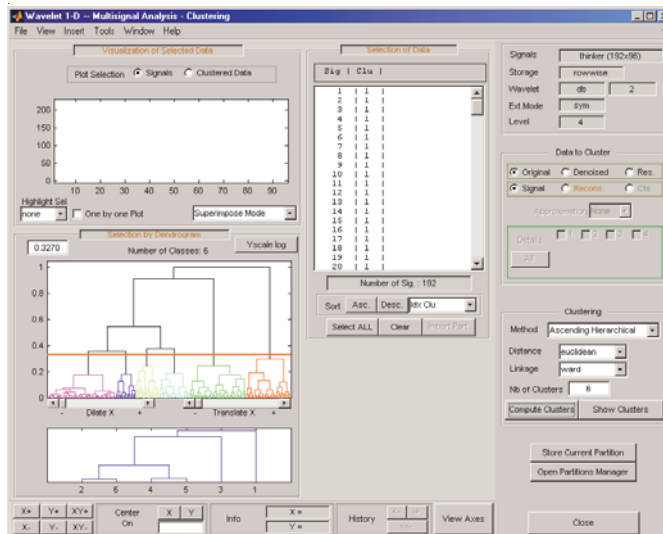 Wavelet 1-D -- Multisignal Analysis - Clustering
File View Insert Tools Window Help
Visualization of Selected Data
Plot Selection Signals Clustered Data
200
150
100
50
0
10 20 30 40 50 60 70 80 90
Highlight Sel
none One by one Plot Superimpose Mode
Selection by Dendrogram
0.3270 Number of Classes: 6 Yscale log
1
0.8
0.6
0.4
0.2
0
- Dilate X + - Translate X +
2 6 4 5 3 1
Selection of Data
Sig | Clu |
1 | 1 |
2 | 1 |
3 | 1 |
4 | 1 |
5 | 1 |
6 | 1 |
7 | 1 |
8 | 1 |
9 | 1 |
10 | 1 |
11 | 1 |
12 | 1 |
13 | 1 |
14 | 1 |
15 | 1 |
16 | 1 |
17 | 1 |
18 | 1 |
19 | 1 |
20 | 1 |
Number of Sig. : 192
Sort Asc. Desc. Idx Clu
Select ALL Clear Import Part
Signals thinker (192x96)
Storage rowwise
Wavelet db 2
Ext.Mode sym
Level 4
Data to Cluster
Original Denoised Res.
Signal Recons. Cfs
Approximation None
Details 1 2 3 4
All
Clustering
Method Ascending Hierarchical
Distance euclidean
Linkage ward
Nb of Clusters 6
Compute Clusters Show Clusters
Store Current Partition
Open Partitions Manager
Close
X+ Y+ XY+
X- Y- XY-
Center
On
X Y
Info
X =
Y =
History
View Axes